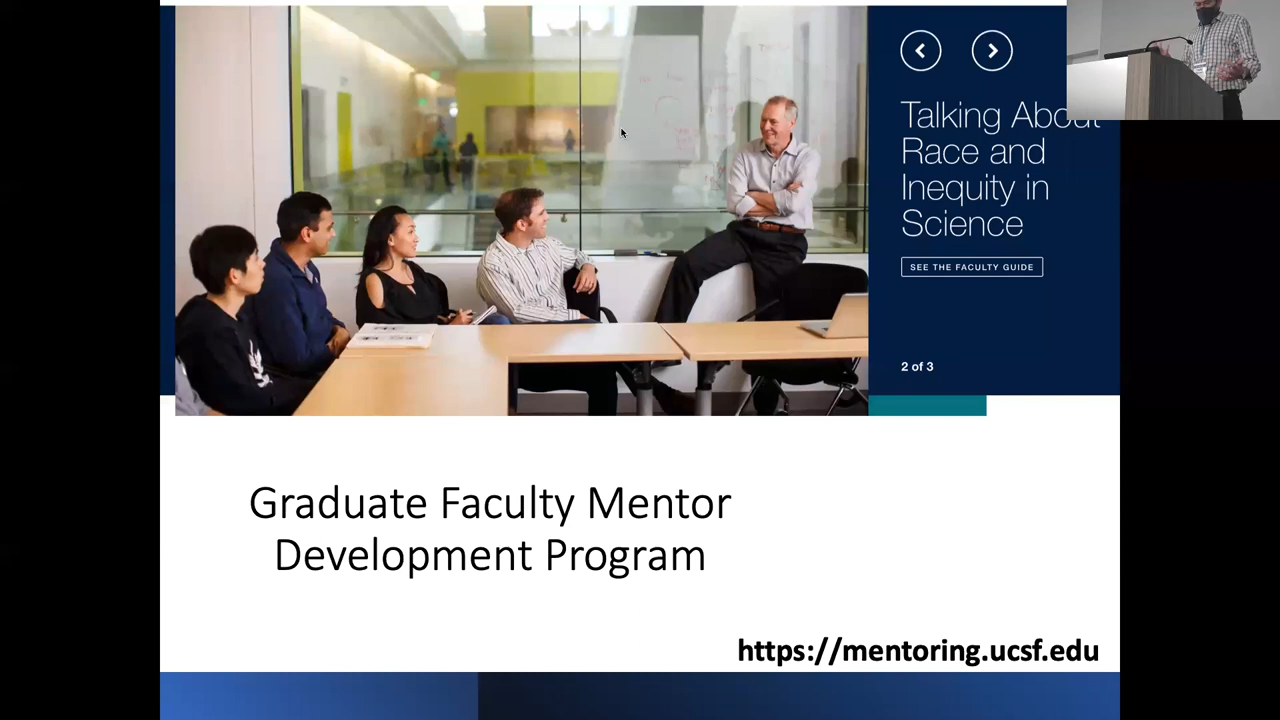 Talking About
Race and
Inequity in
Science
SEE THE FACULTY GUIDE
2 of 3
Graduate Faculty Mentor
Development Program
https://mentoring.ucsf.edu